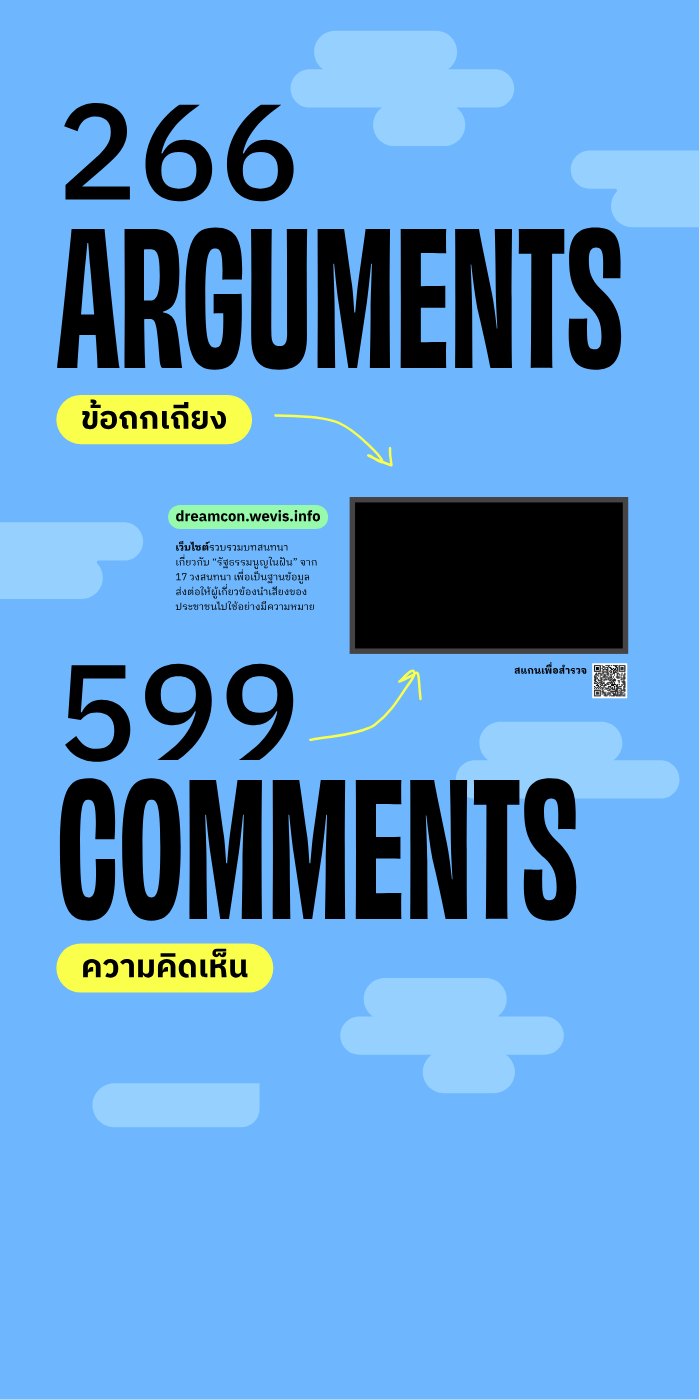 266
ARGUMENTS
ข้อถกเถียง
dreamcon.wevis.info
เว็บไซต์รวบรวมบทสนทนา
เกี่ยวกับ “รัฐธรรมนูญในฝัน” จาก
17 วงสนทนา เพื่อเป็นฐานข้อมูล
ส่งต่อให้ผู้เกี่ยวข้องนำเสียงของ
ประชาชนไปใช้อย่างมีความหมาย
สแกนเพื่อสำรวจ
599
COMMENTS
ความคิดเห็น